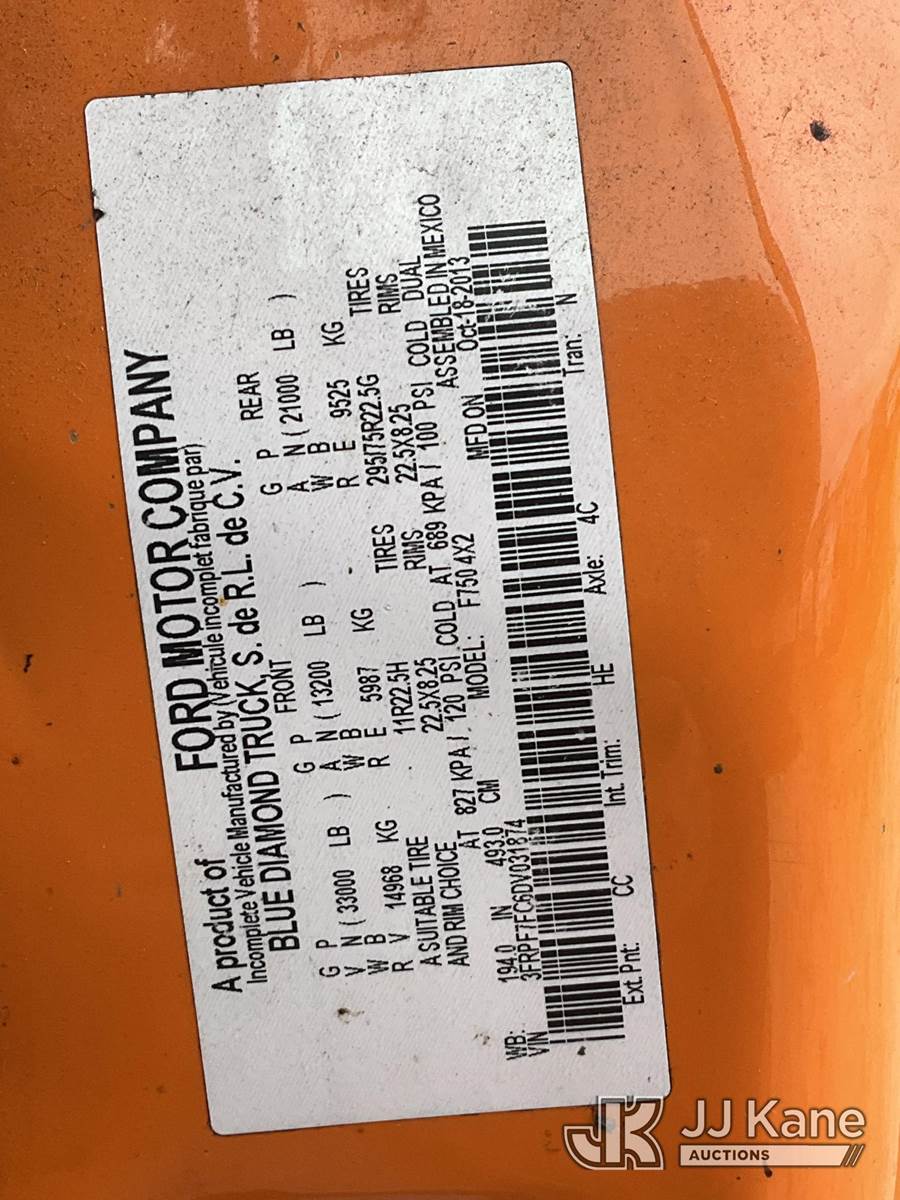 A product of FORD MOTOR COMPANY
Incomplete Vehicle Manufactured by (Vehicule incomplet fabrique par)
BLUE DIAMOND TRUCK, S. de R.L. de C.V.
FRONT REAR
G P G P G P
V N ( 33000 LB ) A N ( 13200 LB ) A N ( 21000 LB )
W B W B W B
R V 14968 KG R E 5987 KG R E 9525 KG
A SUITABLE TIRE 11R22.5H TIRES 295/75R22.5G TIRES
AND RIM CHOICE 22.5X8.25 RIMS 22.5X8.25 RIMS
AT 827 KPA / 120 PSI COLD AT 689 KPA / 100 PSI COLD DUAL
CM MODEL: F750 4X2 ASSEMBLED IN MEXICO
WB: 194.0 IN 493.0 MFD ON Oct-18-2013
VIN 3FRPF7FC6DV031874
Ext. Pnt: CC Int. Trim: HE Axle: 4C Tran: N
JK JJ Kane
AUCTIONS